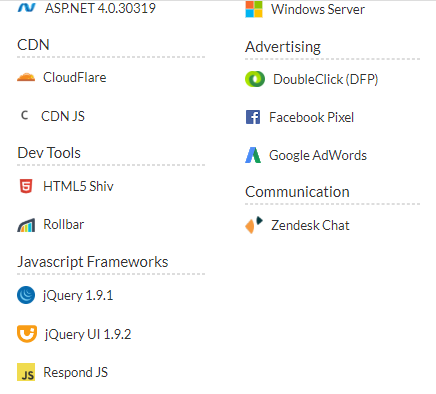 ASP.NET 4.0.30319
CDN
CloudFlare
C CDN JS
Dev Tools
HTML5 Shiv
Rollbar
Javascript Frameworks
jQuery 1.9.1
jQuery UI 1.9.2
JS Respond JS
Windows Server
Advertising
DoubleClick (DFP)
Facebook Pixel
Google AdWords
Communication
Zendesk Chat